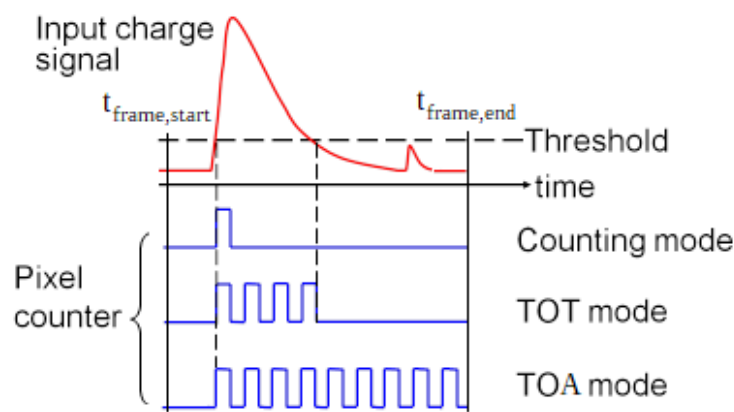 Input charge
signal
t_frame,start
t_frame,end
Threshold
time
Counting mode
Pixel
counter
TOT mode
TOA mode